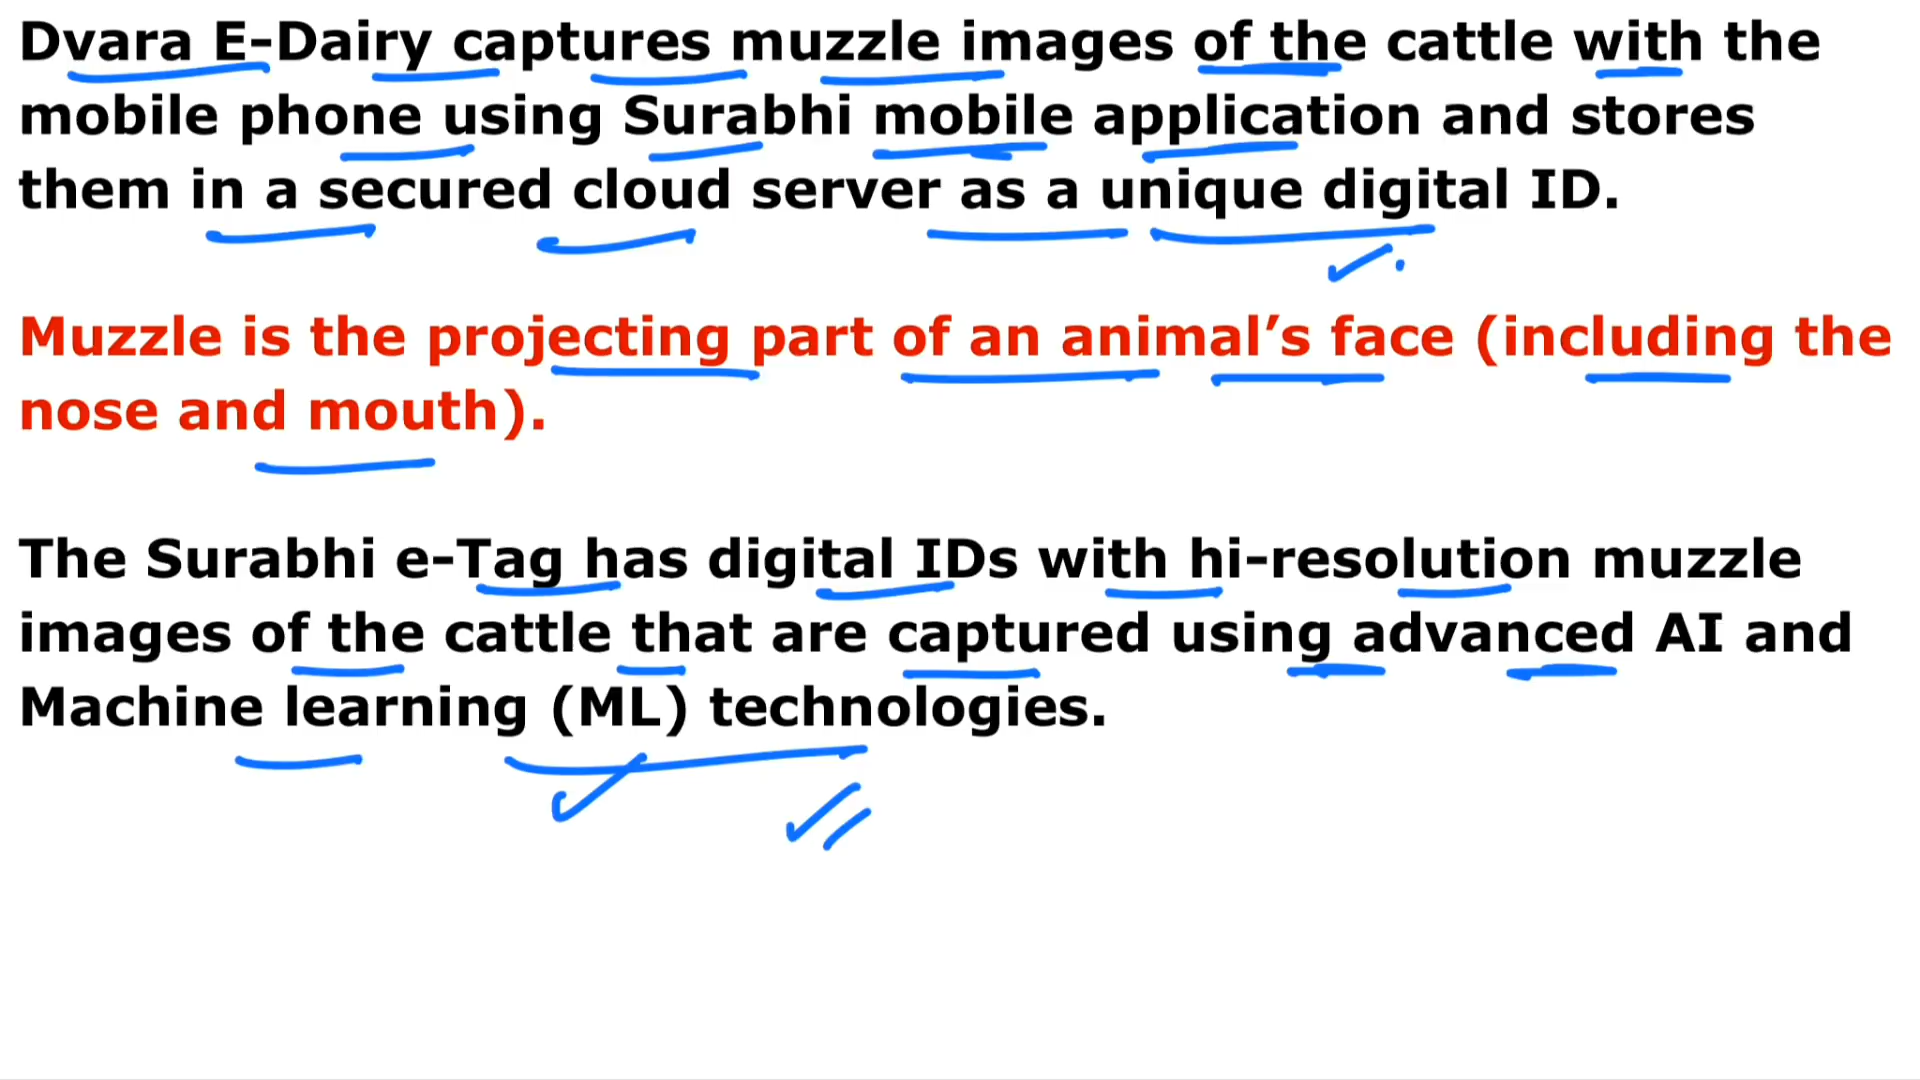 Dvara E-Dairy captures muzzle images of the cattle with the
mobile phone using Surabhi mobile application and stores
them in a secured cloud server as a unique digital ID.
Muzzle is the projecting part of an animal’s face (including the
nose and mouth).
The Surabhi e-Tag has digital IDs with hi-resolution muzzle
images of the cattle that are captured using advanced AI and
Machine learning (ML) technologies.